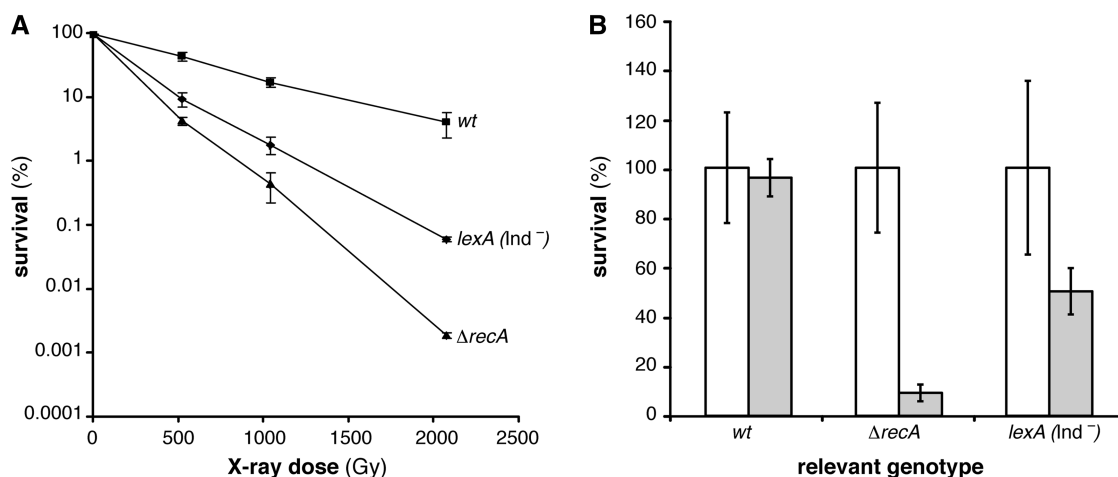 A
survival (%)
100
10
1
0.1
0.01
0.001
0.0001
wt
lexA (Ind ⁻)
ΔrecA
0
500
1000
1500
2000
2500
X-ray dose (Gy)
B
survival (%)
160
140
120
100
80
60
40
20
0
wt
ΔrecA
lexA (Ind ⁻)
relevant genotype